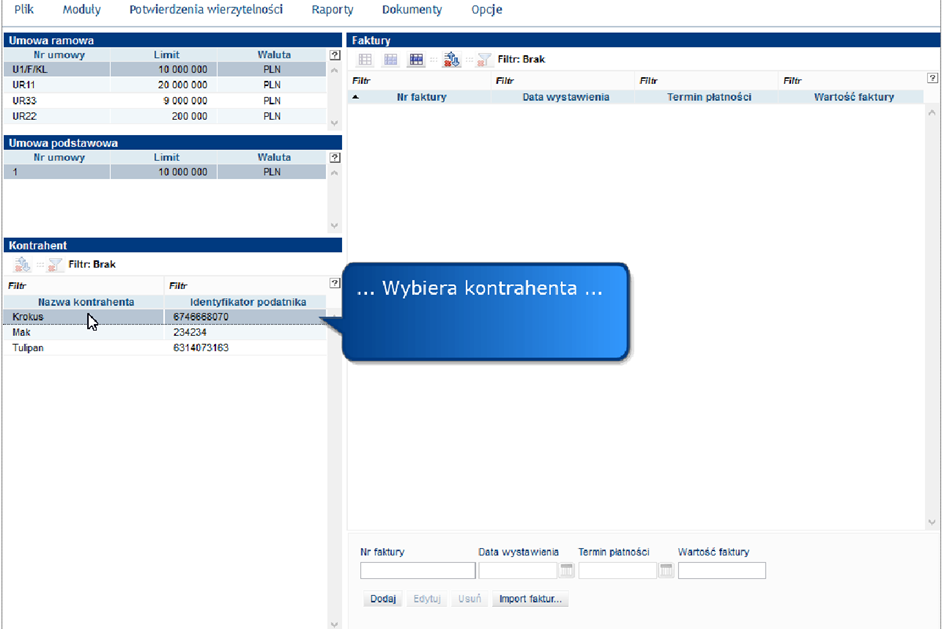 Plik Moduly Potwierdzenia wierzytelności Raporty Dokumenty Opcje
Umowa ramowa
Nr umowy Limit Waluta ?
U1/F/KL 10 000 000 PLN
UR11 20 000 000 PLN
UR33 9 000 000 PLN
UR22 200 000 PLN
Umowa podstawowa
Nr umowy Limit Waluta ?
1 10 000 000 PLN
Kontrahent
Filtr: Brak
Filtr Filtr ?
Nazwa kontrahenta Identyfikator podatnika
Krokus 6746668070
Mak 234234
Tulipan 6314073163
Faktury
Filtr: Brak
Filtr Filtr Filtr Filtr ?
Nr faktury Data wystawienia Termin płatności Wartość faktury
... Wybiera kontrahenta ...
Nr faktury Data wystawienia Termin płatności Wartość faktury
Dodaj Edytuj Usuń Import faktur...